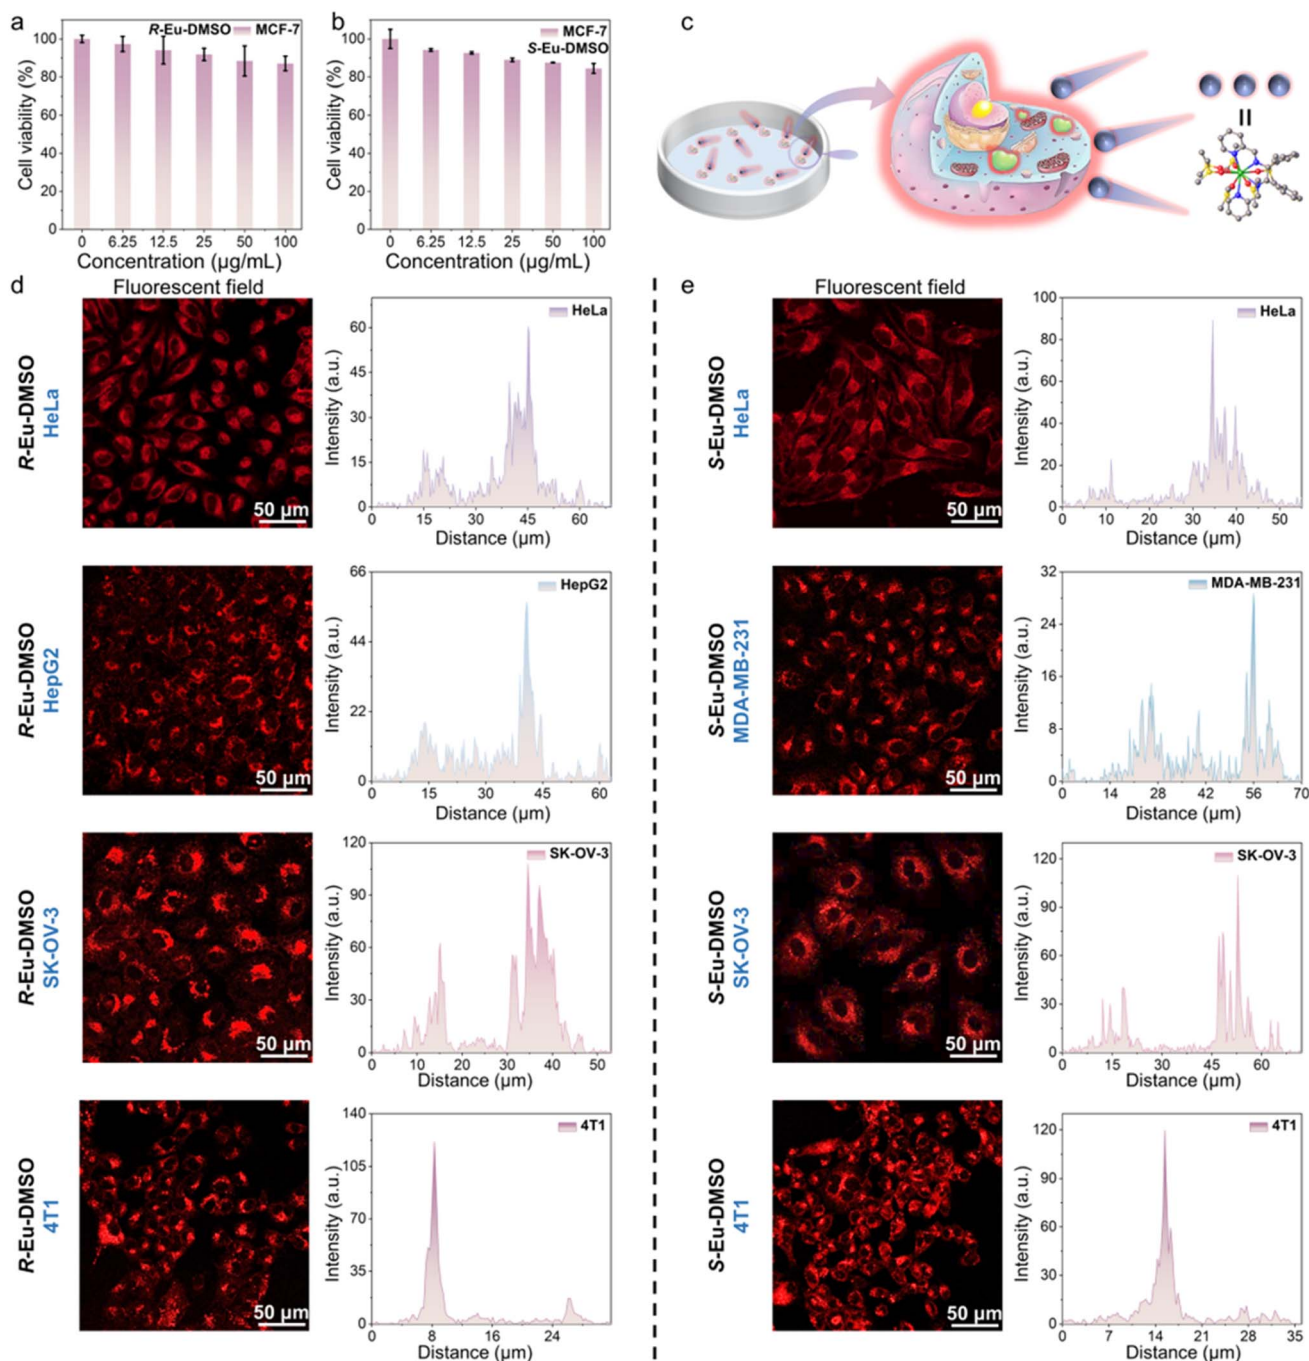 a
R-Eu-DMSO MCF-7
Cell viability (%)
100
80
60
40
20
0
0 6.25 12.5 25 50 100
Concentration (µg/mL)
b
MCF-7
S-Eu-DMSO
Cell viability (%)
100
80
60
40
20
0
0 6.25 12.5 25 50 100
Concentration (µg/mL)
c
d
Fluorescent field
R-Eu-DMSO
HeLa
50 µm
HeLa
Intensity (a.u.)
60
45
30
15
0
0 15 30 45 60
Distance (µm)
R-Eu-DMSO
HepG2
50 µm
HepG2
Intensity (a.u.)
66
44
22
0
0 15 30 45 60
Distance (µm)
R-Eu-DMSO
SK-OV-3
50 µm
SK-OV-3
Intensity (a.u.)
120
90
60
30
0
0 10 20 30 40 50
Distance (µm)
R-Eu-DMSO
4T1
50 µm
4T1
Intensity (a.u.)
140
105
70
35
0
0 8 16 24
Distance (µm)
e
Fluorescent field
S-Eu-DMSO
HeLa
50 µm
HeLa
Intensity (a.u.)
100
80
60
40
20
0
0 10 20 30 40 50
Distance (µm)
S-Eu-DMSO
MDA-MB-231
50 µm
MDA-MB-231
Intensity (a.u.)
32
24
16
8
0
0 14 28 42 56 70
Distance (µm)
S-Eu-DMSO
SK-OV-3
50 µm
SK-OV-3
Intensity (a.u.)
120
90
60
30
0
0 15 30 45 60
Distance (µm)
S-Eu-DMSO
4T1
50 µm
4T1
Intensity (a.u.)
120
90
60
30
0
0 7 14 21 28 35
Distance (µm)